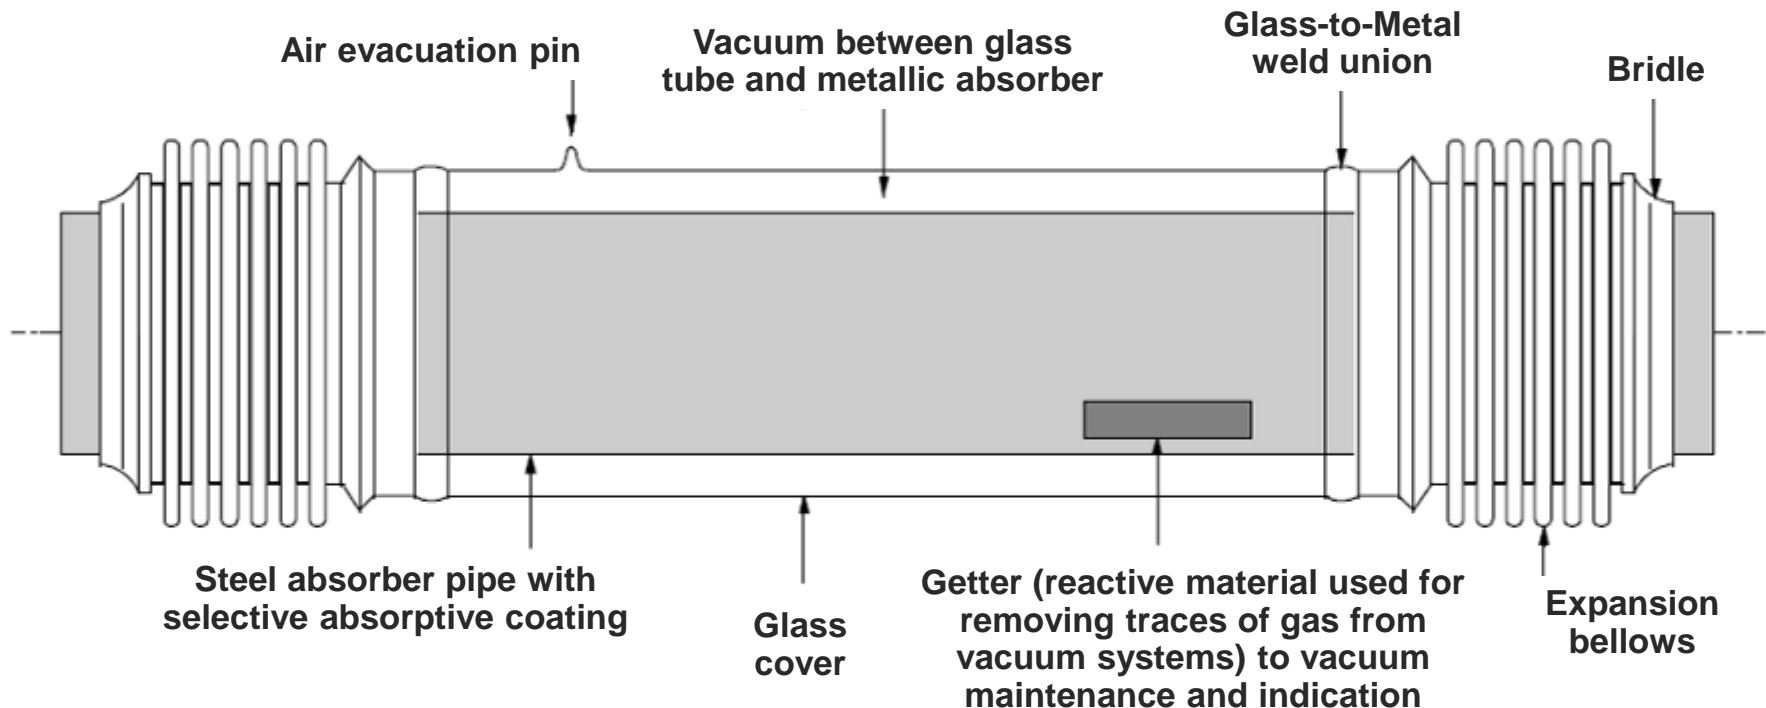 Air evacuation pin
Vacuum between glass
tube and metallic absorber
Glass-to-Metal
weld union
Bridle
Steel absorber pipe with
selective absorptive coating
Glass
cover
Getter (reactive material used for
removing traces of gas from
vacuum systems) to vacuum
maintenance and indication
Expansion
bellows